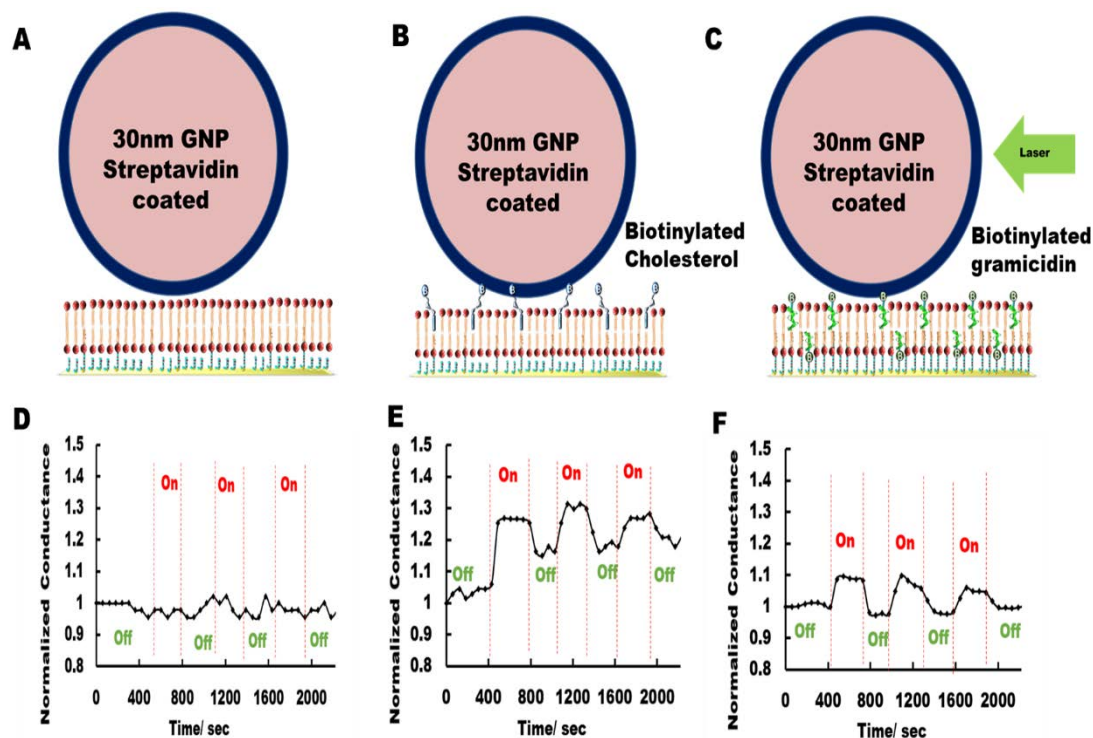 A
30nm GNP
Streptavidin
coated
B
30nm GNP
Streptavidin
coated
Biotinylated
Cholesterol
B
B
B
B
B
B
C
30nm GNP
Streptavidin
coated
Laser
Biotinylated
gramicidin
B
B
B
B
B
B
B
B
B
B
D
Normalized Conductance
1.5
1.4
1.3
1.2
1.1
1
0.9
0.8
On
On
On
Off
Off
Off
Off
0
400
800
1200
1600
2000
Time/ sec
E
Normalized Conductance
1.5
1.4
1.3
1.2
1.1
1
0.9
0.8
On
On
On
Off
Off
Off
Off
0
400
800
1200
1600
2000
Time/ sec
F
Normalized Conductance
1.5
1.4
1.3
1.2
1.1
1
0.9
0.8
On
On
On
Off
Off
Off
Off
0
400
800
1200
1600
2000
Time/ sec